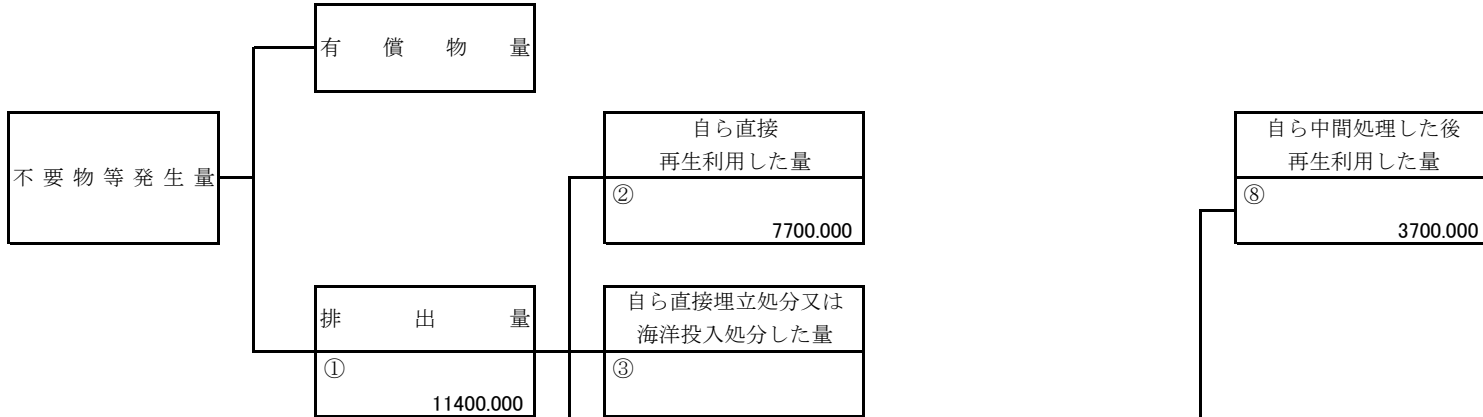 有償物量
不要物等発生量
自ら直接
再生利用した量
②
7700.000
自ら中間処理した後
再生利用した量
⑧
3700.000
排出量
①
11400.000
自ら直接埋立処分又は
海洋投入処分した量
③